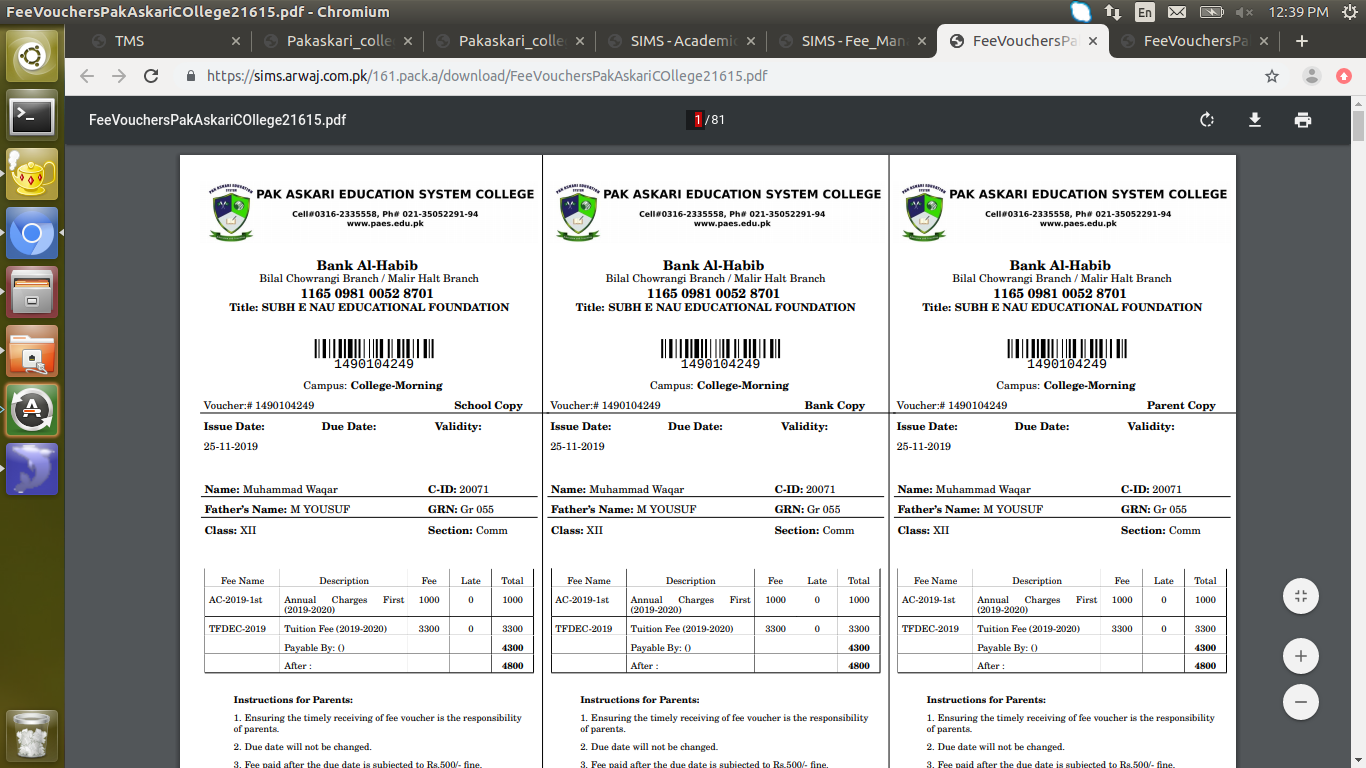 FeeVouchersPakAskariCOllege21615.pdf - Chromium
En
12:39 PM
TMS
Pakaskari_colle
Pakaskari_colle
SIMS - Academic
SIMS - Fee_Man
FeeVouchersPa
FeeVouchersPa
https://sims.arwaj.com.pk/161.pack.a/download/FeeVouchersPakAskariCOllege21615.pdf
FeeVouchersPakAskariCOllege21615.pdf
1 / 81
PAK ASKARI EDUCATION SYSTEM COLLEGE
Cell#0316-2335558, Ph# 021-35052291-94
www.paes.edu.pk
Bank Al-Habib
Bilal Chowrangi Branch / Malir Halt Branch
1165 0981 0052 8701
Title: SUBH E NAU EDUCATIONAL FOUNDATION
1490104249
Campus: College-Morning
Voucher:# 1490104249 School Copy
Issue Date: Due Date: Validity:
25-11-2019
Name: Muhammad Waqar C-ID: 20071
Father's Name: M YOUSUF GRN: Gr 055
Class: XII Section: Comm
Fee Name Description Fee Late Total
AC-2019-1st Annual Charges First 1000 0 1000
(2019-2020)
TFDEC-2019 Tuition Fee (2019-2020) 3300 0 3300
Payable By: () 4300
After : 4800
Instructions for Parents:
1. Ensuring the timely receiving of fee voucher is the responsibility
of parents.
2. Due date will not be changed.
3. Fee paid after the due date is subjected to Rs.500/- fine.
PAK ASKARI EDUCATION SYSTEM COLLEGE
Cell#0316-2335558, Ph# 021-35052291-94
www.paes.edu.pk
Bank Al-Habib
Bilal Chowrangi Branch / Malir Halt Branch
1165 0981 0052 8701
Title: SUBH E NAU EDUCATIONAL FOUNDATION
1490104249
Campus: College-Morning
Voucher:# 1490104249 Bank Copy
Issue Date: Due Date: Validity:
25-11-2019
Name: Muhammad Waqar C-ID: 20071
Father's Name: M YOUSUF GRN: Gr 055
Class: XII Section: Comm
Fee Name Description Fee Late Total
AC-2019-1st Annual Charges First 1000 0 1000
(2019-2020)
TFDEC-2019 Tuition Fee (2019-2020) 3300 0 3300
Payable By: () 4300
After : 4800
Instructions for Parents:
1. Ensuring the timely receiving of fee voucher is the responsibility
of parents.
2. Due date will not be changed.
3. Fee paid after the due date is subjected to Rs.500/- fine.
PAK ASKARI EDUCATION SYSTEM COLLEGE
Cell#0316-2335558, Ph# 021-35052291-94
www.paes.edu.pk
Bank Al-Habib
Bilal Chowrangi Branch / Malir Halt Branch
1165 0981 0052 8701
Title: SUBH E NAU EDUCATIONAL FOUNDATION
1490104249
Campus: College-Morning
Voucher:# 1490104249 Parent Copy
Issue Date: Due Date: Validity:
25-11-2019
Name: Muhammad Waqar C-ID: 20071
Father's Name: M YOUSUF GRN: Gr 055
Class: XII Section: Comm
Fee Name Description Fee Late Total
AC-2019-1st Annual Charges First 1000 0 1000
(2019-2020)
TFDEC-2019 Tuition Fee (2019-2020) 3300 0 3300
Payable By: () 4300
After : 4800
Instructions for Parents:
1. Ensuring the timely receiving of fee voucher is the responsibility
of parents.
2. Due date will not be changed.
3. Fee paid after the due date is subjected to Rs.500/- fine.